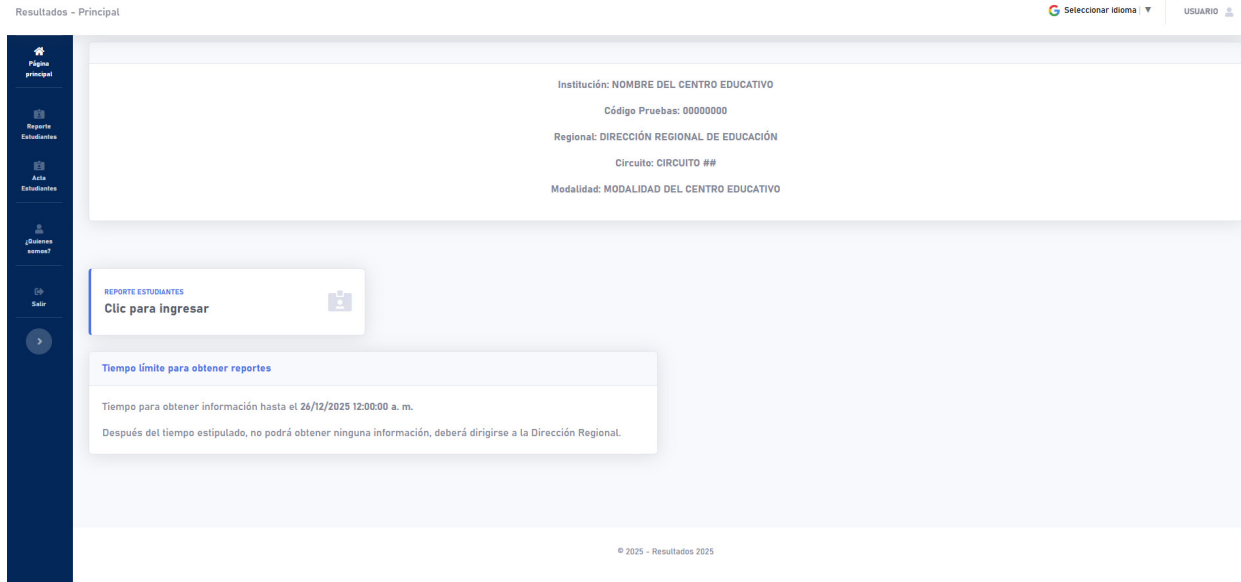 Resultados - Principal
Seleccionar idioma | ▼
USUARIO
Página
principal
Reporte
Estudiantes
Acta
Estudiantes
¿Quienes
somos?
Salir
Institución: NOMBRE DEL CENTRO EDUCATIVO
Código Pruebas: 00000000
Regional: DIRECCIÓN REGIONAL DE EDUCACIÓN
Circuito: CIRCUITO ##
Modalidad: MODALIDAD DEL CENTRO EDUCATIVO
REPORTE ESTUDIANTES
Clic para ingresar
Tiempo límite para obtener reportes
Tiempo para obtener información hasta el 26/12/2025 12:00:00 a. m.
Después del tiempo estipulado, no podrá obtener ninguna información, deberá dirigirse a la Dirección Regional.
© 2025 - Resultados 2025